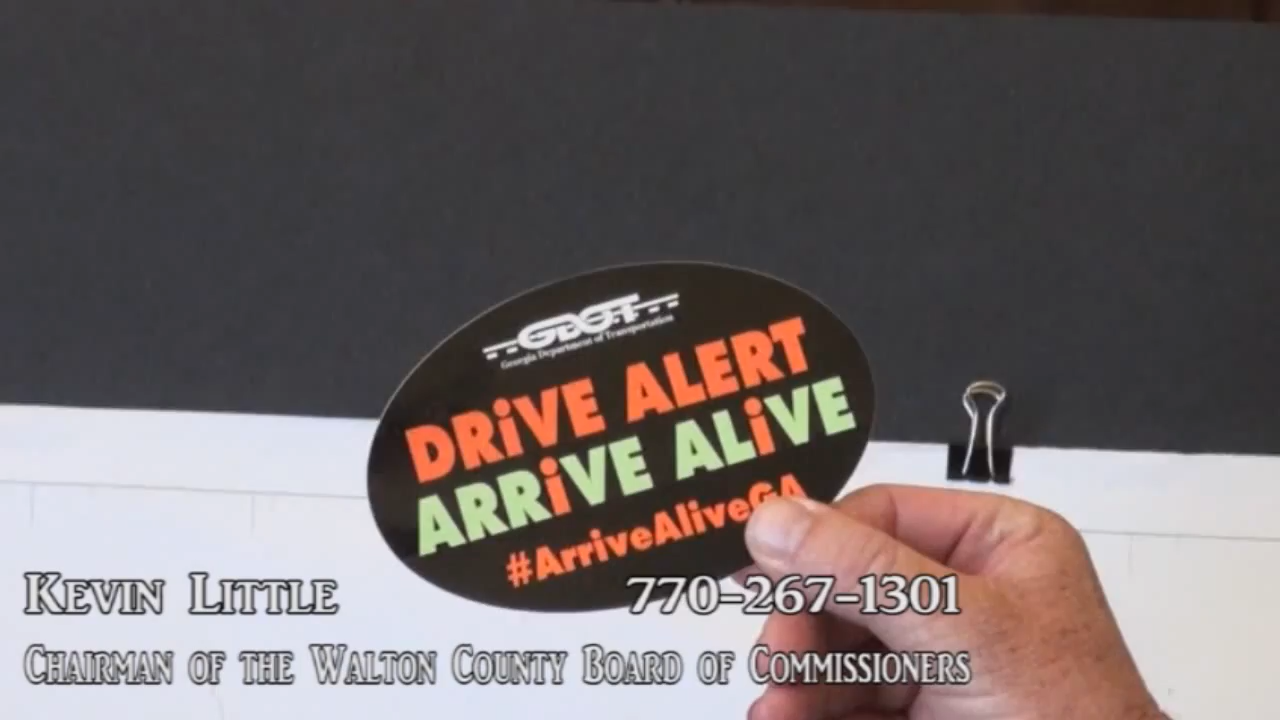 GDOT
Georgia Department of Transportation
DRiVE ALERT
ARRiVE ALiVE
#ArriveAliveGA
Kevin Little 770-267-1301
Chairman of the Walton County Board of Commissioners